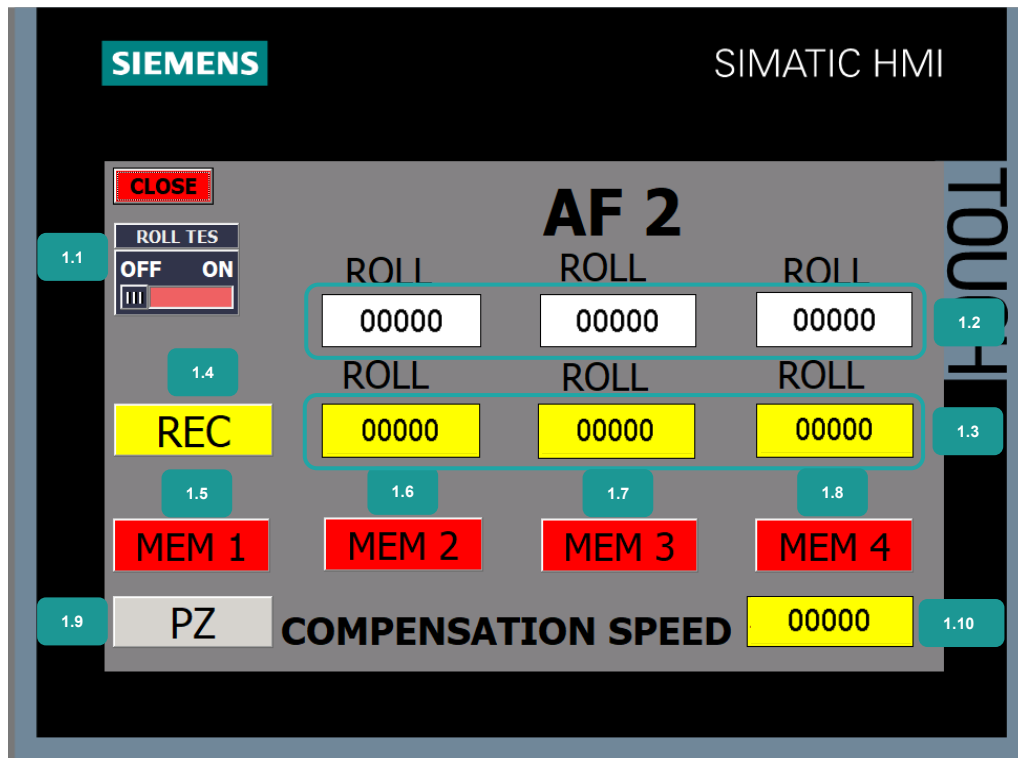 SIEMENS
SIMATIC HMI
CLOSE
AF 2
TOUCH
1.1
ROLL TES
OFF ON
ROLL ROLL ROLL
00000 00000 00000
1.2
1.4
ROLL ROLL ROLL
REC
00000 00000 00000
1.3
1.5 1.6 1.7 1.8
MEM 1 MEM 2 MEM 3 MEM 4
1.9
PZ
COMPENSATION SPEED
00000
1.10